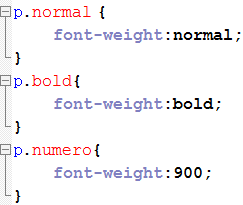 p.normal {
font-weight:normal;
}
p.bold{
font-weight:bold;
}
p.numero{
font-weight:900;
}